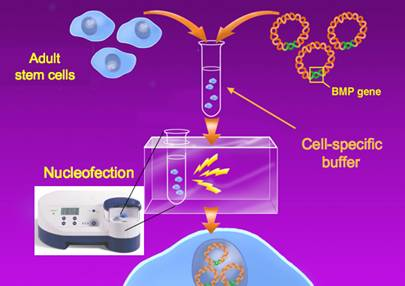 Adult
stem cells
BMP gene
Cell-specific
buffer
Nucleofection